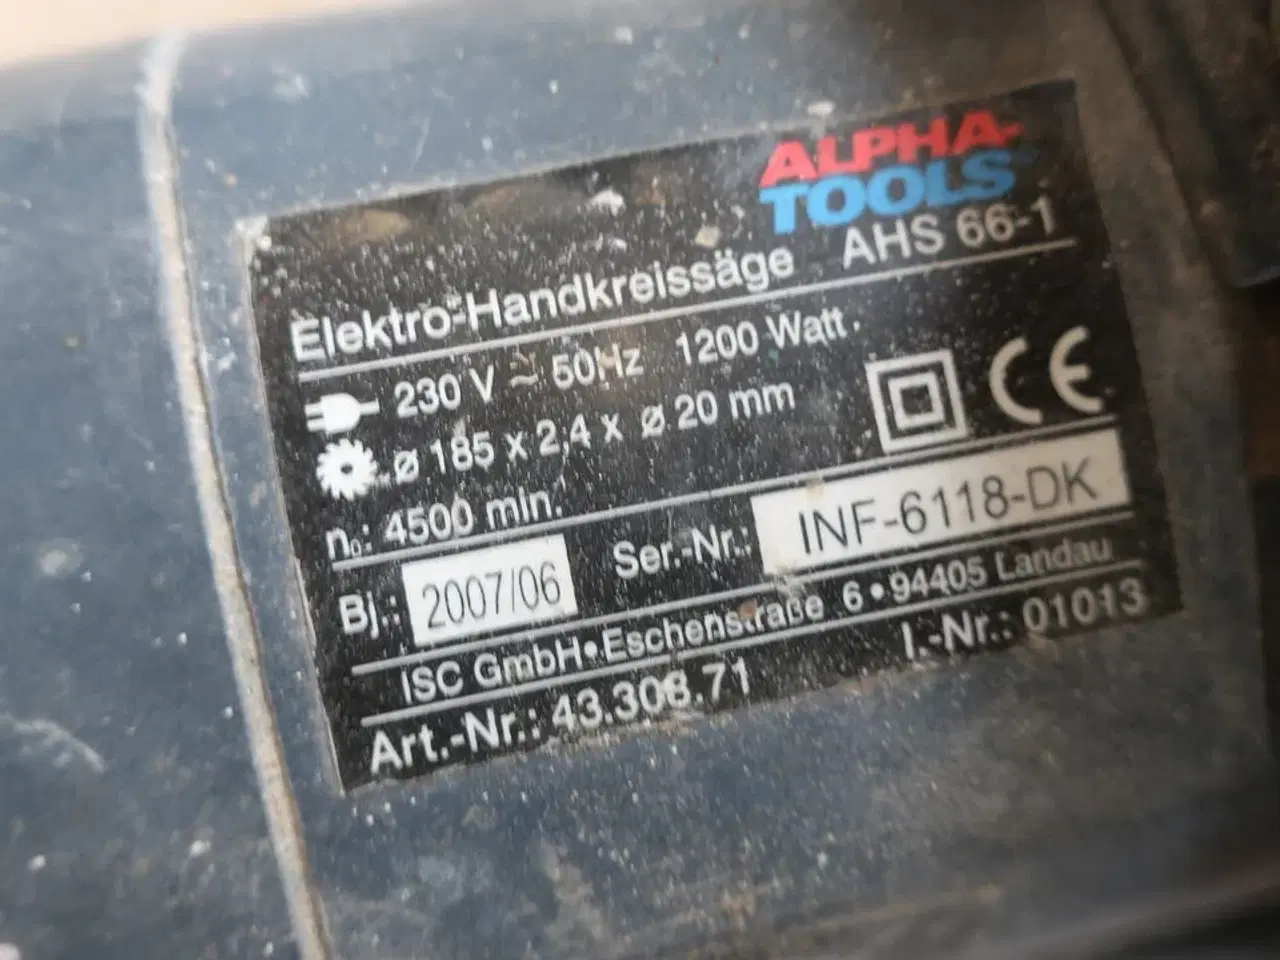 ALPHA-
TOOLS
Elektro-Handkreissäge AHS 66-1
230 V ~ 50Hz 1200 Watt
ø 185 x 2,4 x ø 20 mm
n₀: 4500 min.⁻¹
CE
Bj.: 2007/06 Ser.-Nr.: INF-6118-DK
ISC GmbH • Eschenstraße 6 • 94405 Landau
Art.-Nr.: 43.308.71 I.-Nr.: 01013